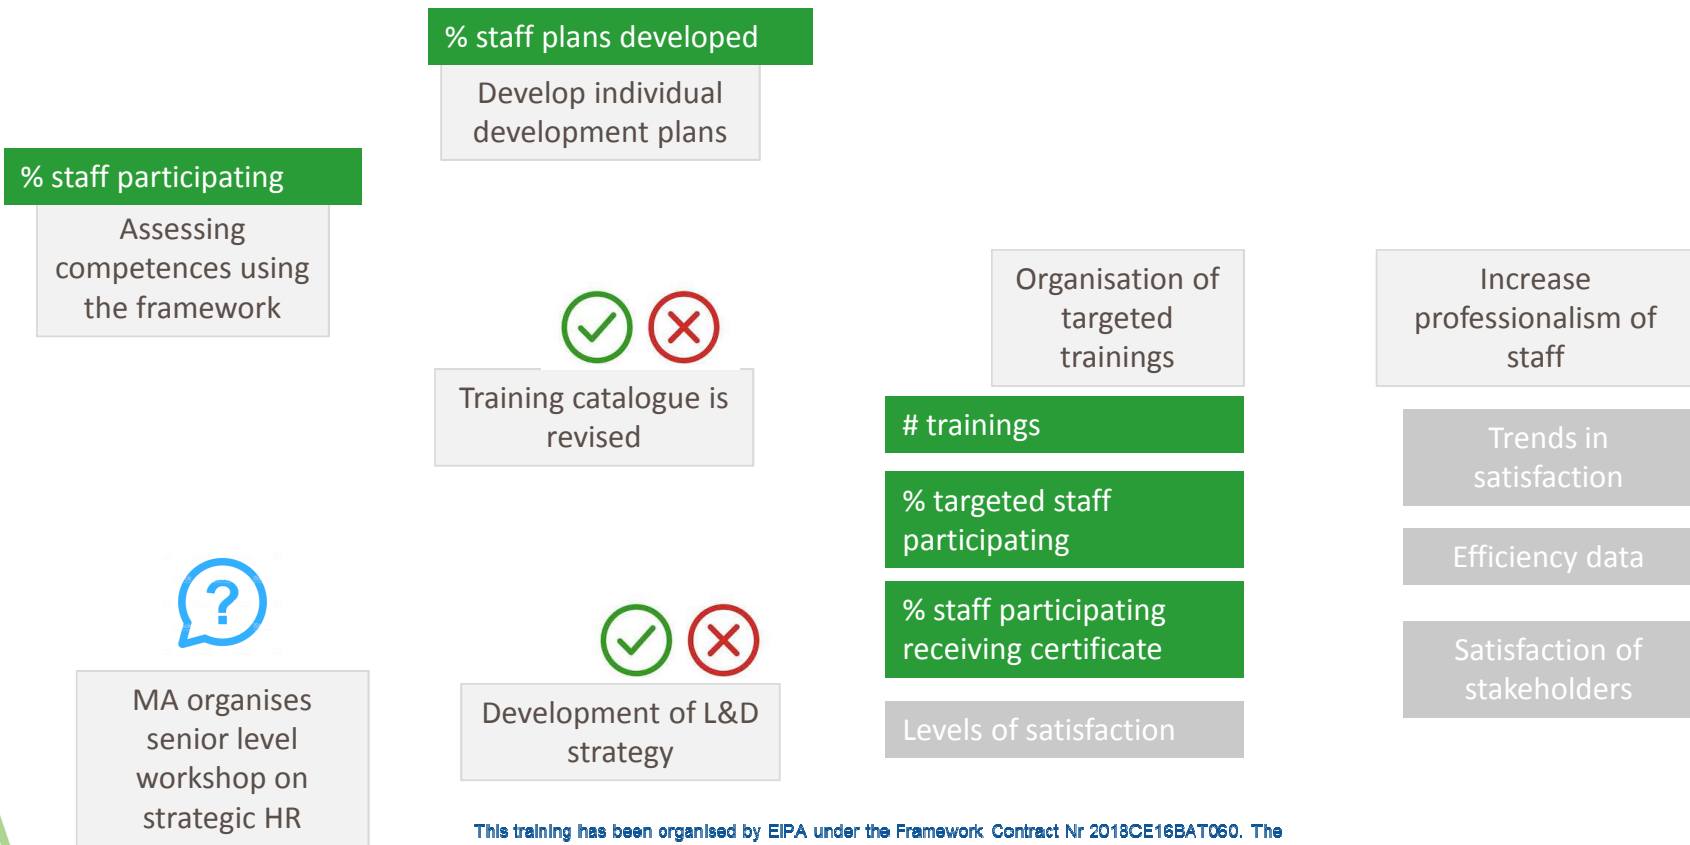 % staff plans developed
Develop individual
development plans
% staff participating
Assessing
competences using
the framework
Training catalogue is
revised
?
MA organises
senior level
workshop on
strategic HR
Development of L&D
strategy
Organisation of
targeted
trainings
# trainings
% targeted staff
participating
% staff participating
receiving certificate
Levels of satisfaction
Increase
professionalism of
staff
Trends in
satisfaction
Efficiency data
Satisfaction of
stakeholders
This training has been organised by EIPA under the Framework Contract Nr 2018CE16BAT060. The